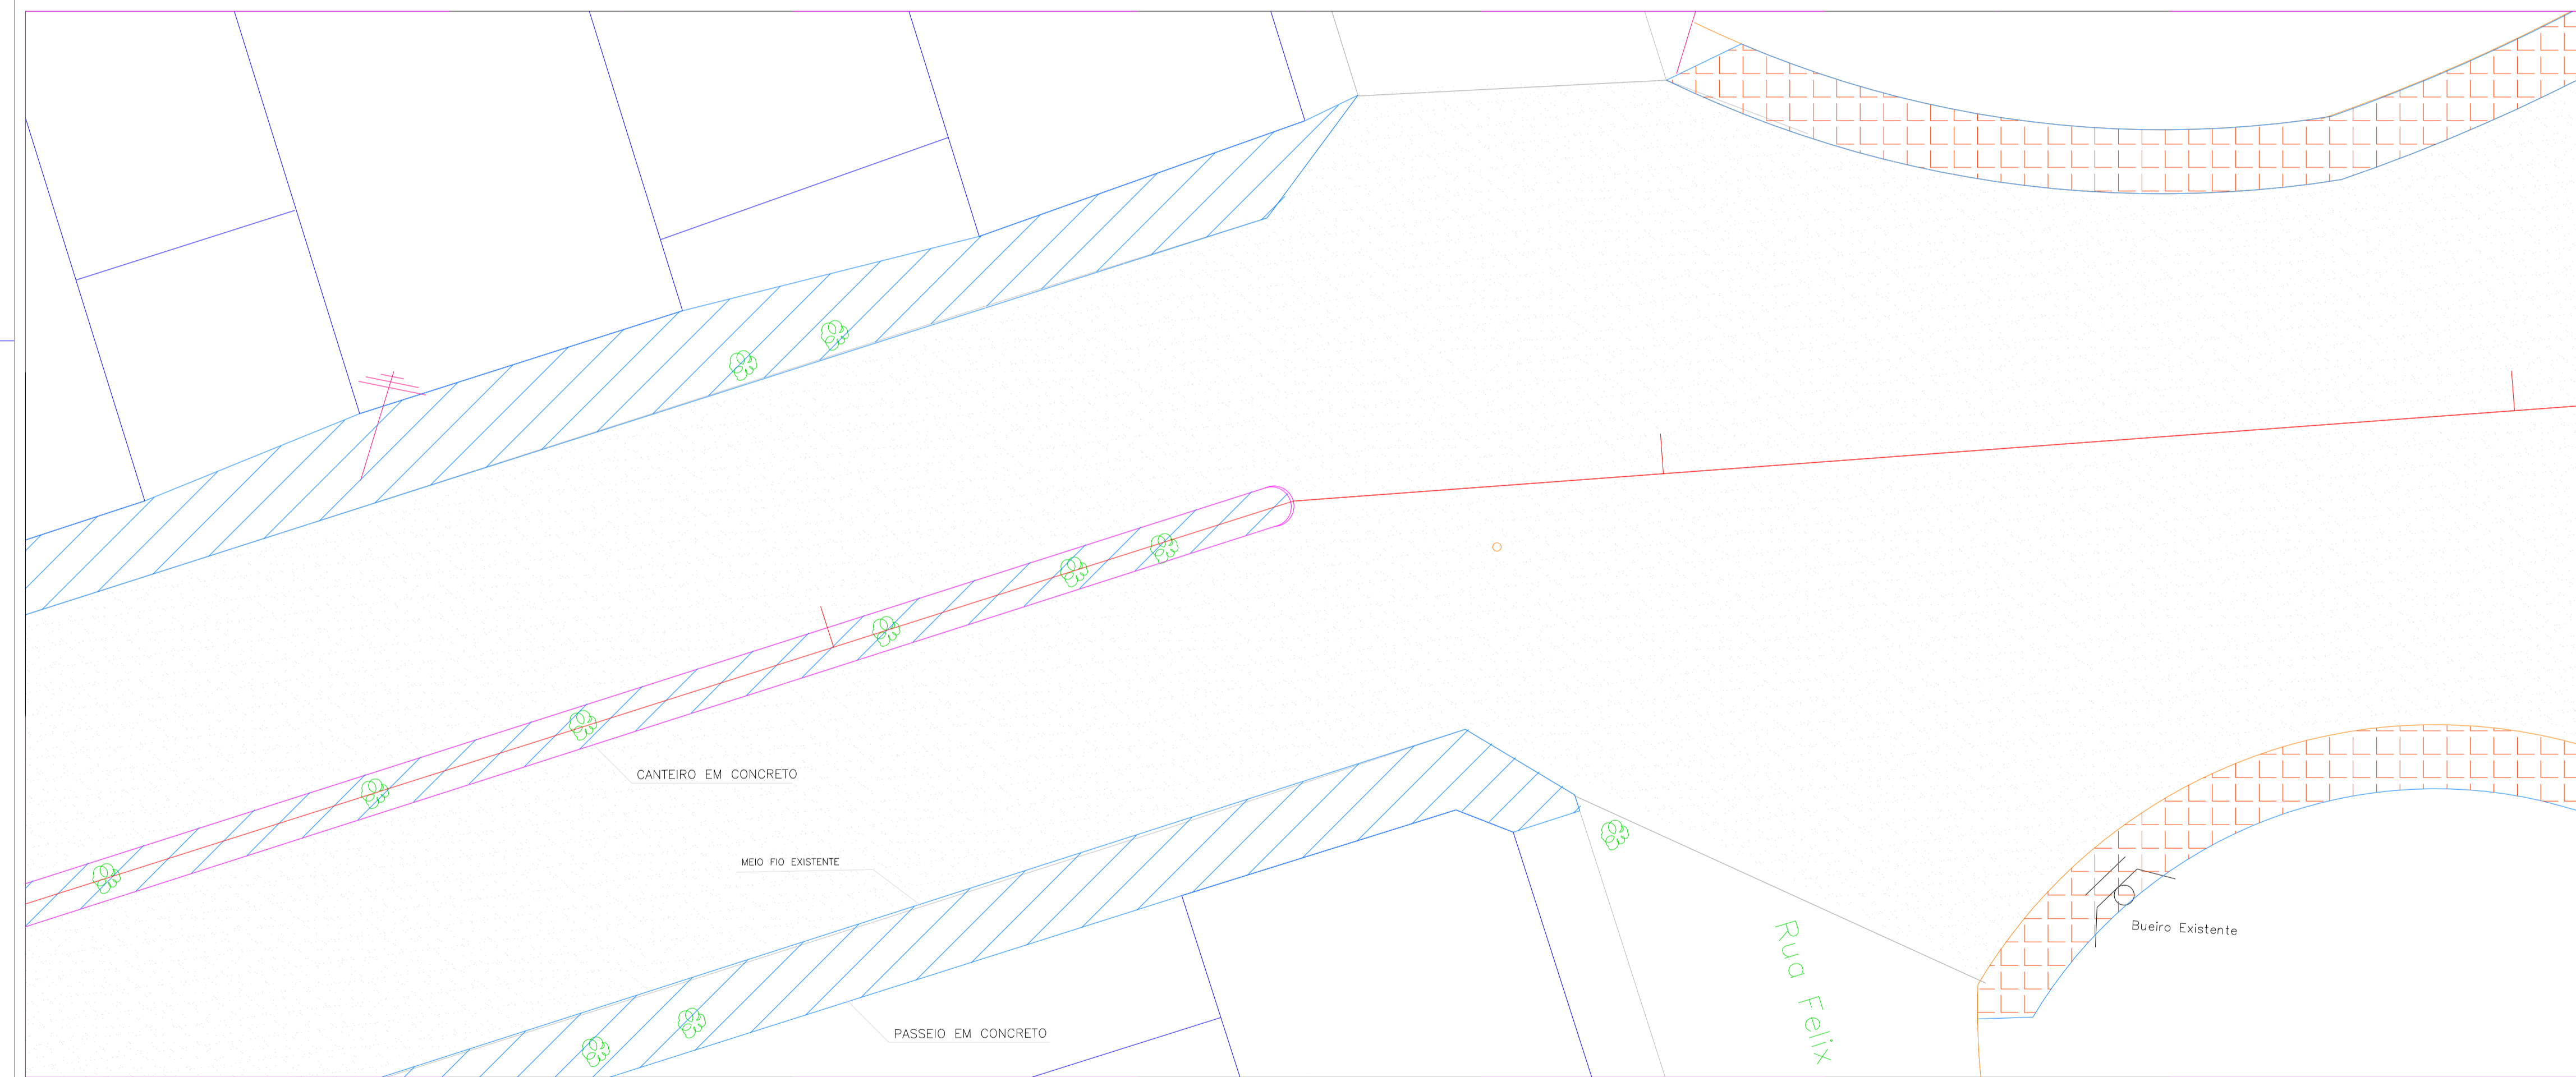 CANTEIRO EM CONCRETO
MEIO FIO EXISTENTE
PASSEIO EM CONCRETO
Rua Felix
Bueiro Existente